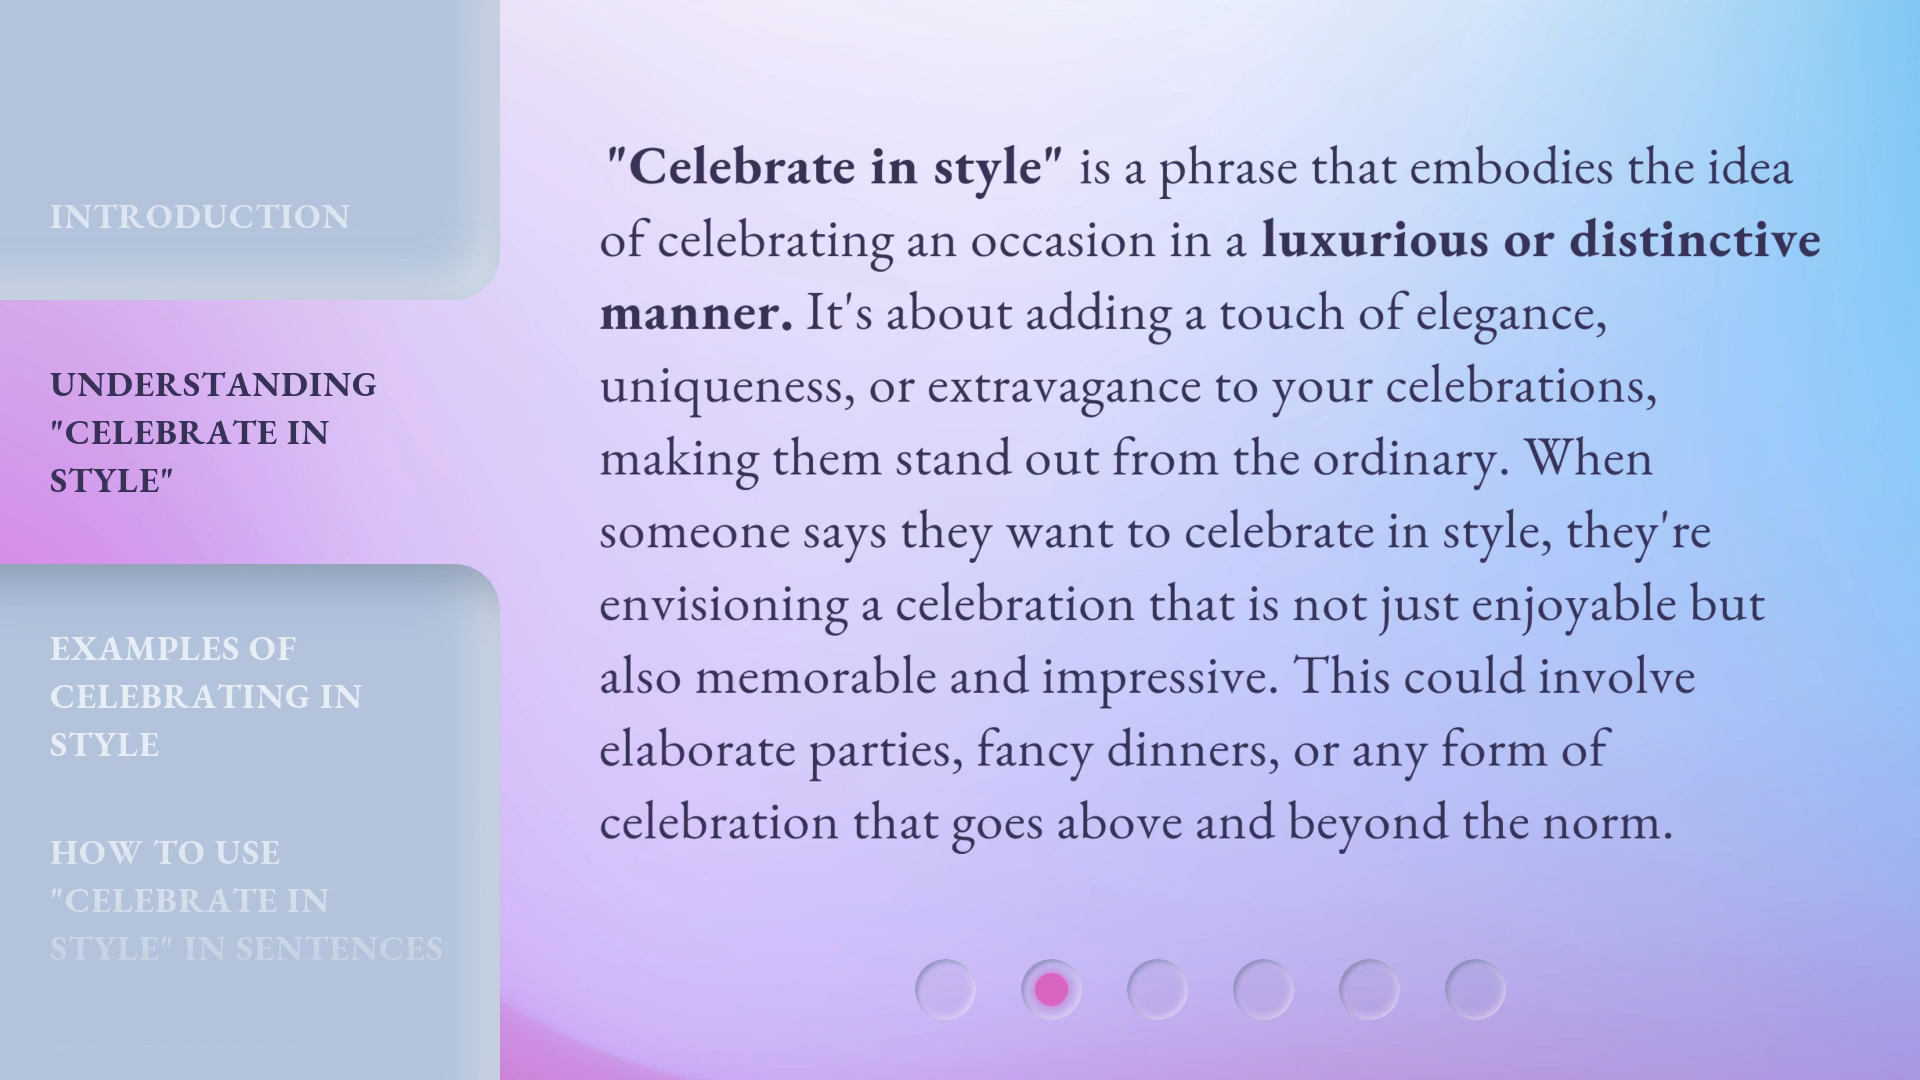 INTRODUCTION
UNDERSTANDING
"CELEBRATE IN
STYLE"
EXAMPLES OF
CELEBRATING IN
STYLE
HOW TO USE
"CELEBRATE IN
STYLE" IN SENTENCES
"Celebrate in style" is a phrase that embodies the idea
of celebrating an occasion in a luxurious or distinctive
manner. It's about adding a touch of elegance,
uniqueness, or extravagance to your celebrations,
making them stand out from the ordinary. When
someone says they want to celebrate in style, they're
envisioning a celebration that is not just enjoyable but
also memorable and impressive. This could involve
elaborate parties, fancy dinners, or any form of
celebration that goes above and beyond the norm.